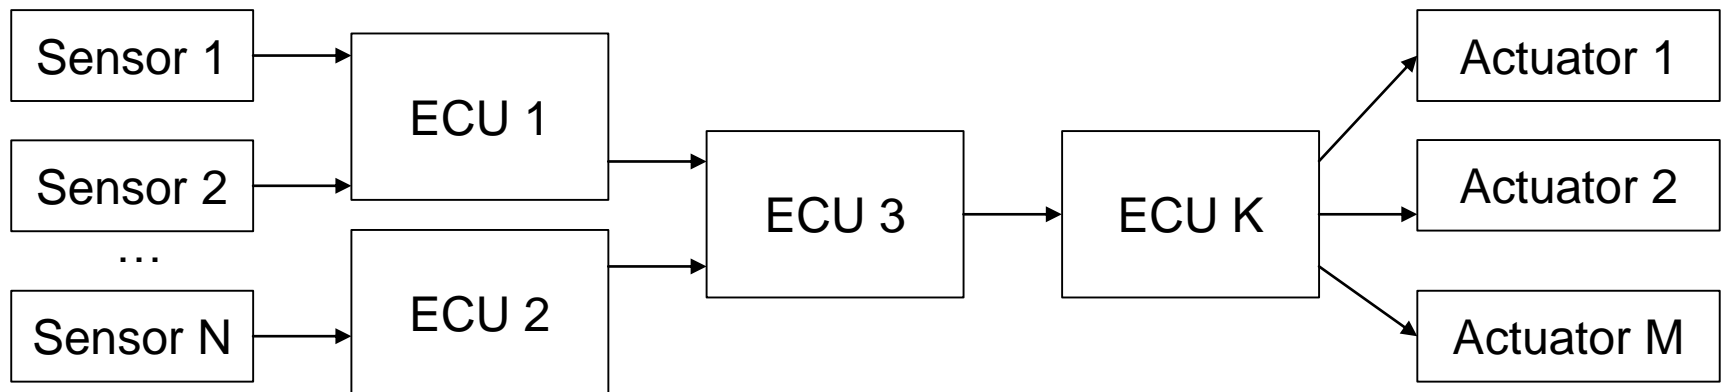 Sensor 1
Sensor 2
…
Sensor N
ECU 1
ECU 2
ECU 3
ECU K
Actuator 1
Actuator 2
Actuator M